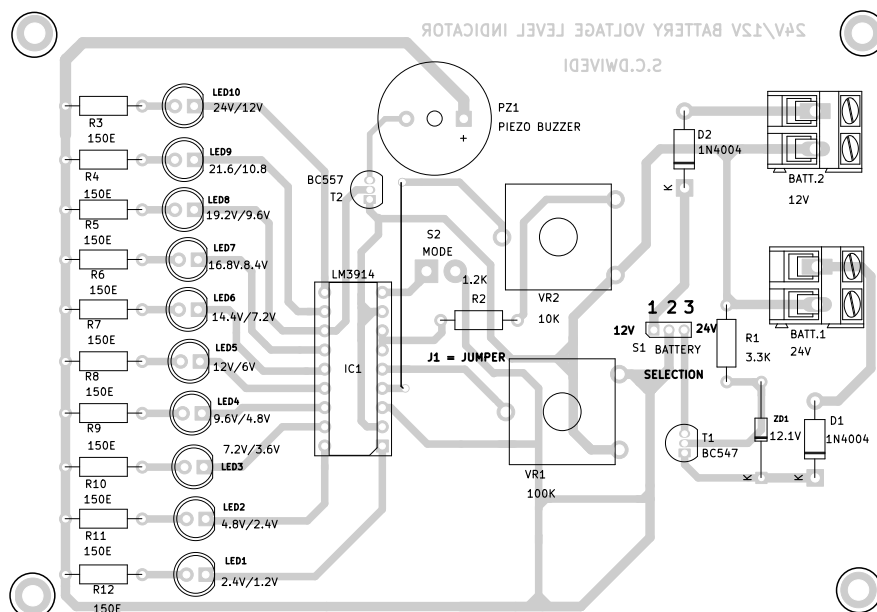 24V/12V BATTERY VOLTAGE LEVEL INDICATOR
S.C.DWIVEDI
LED10
24V/12V
R3
150E
LED9
21.6/10.8
R4
150E
LED8
19.2V/9.6V
R5
150E
LED7
16.8V.8.4V
R6
150E
LED6
14.4V/7.2V
R7
150E
LED5
12V/6V
R8
150E
LED4
9.6V/4.8V
R9
150E
7.2V/3.6V
LED3
R10
150E
LED2
4.8V/2.4V
R11
150E
LED1
2.4V/1.2V
R12
150E
PZ1
PIEZO BUZZER
+
BC557
T2
S2
MODE
LM3914
IC1
1.2K
R2
J1 = JUMPER
VR2
10K
VR1
100K
D2
1N4004
K
BATT.2
12V
1 2 3
12V
24V
S1 BATTERY
SELECTION
R1
3.3K
BATT.1
24V
T1
BC547
ZD1
12.1V
K
D1
1N4004
K